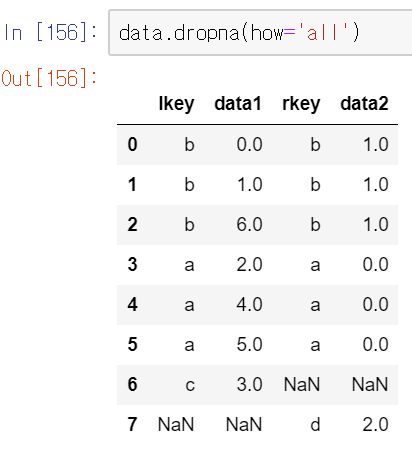 In [156]: data.dropna(how='all')
Out[156]:
lkey data1 rkey data2
0 b 0.0 b 1.0
1 b 1.0 b 1.0
2 b 6.0 b 1.0
3 a 2.0 a 0.0
4 a 4.0 a 0.0
5 a 5.0 a 0.0
6 c 3.0 NaN NaN
7 NaN NaN d 2.0